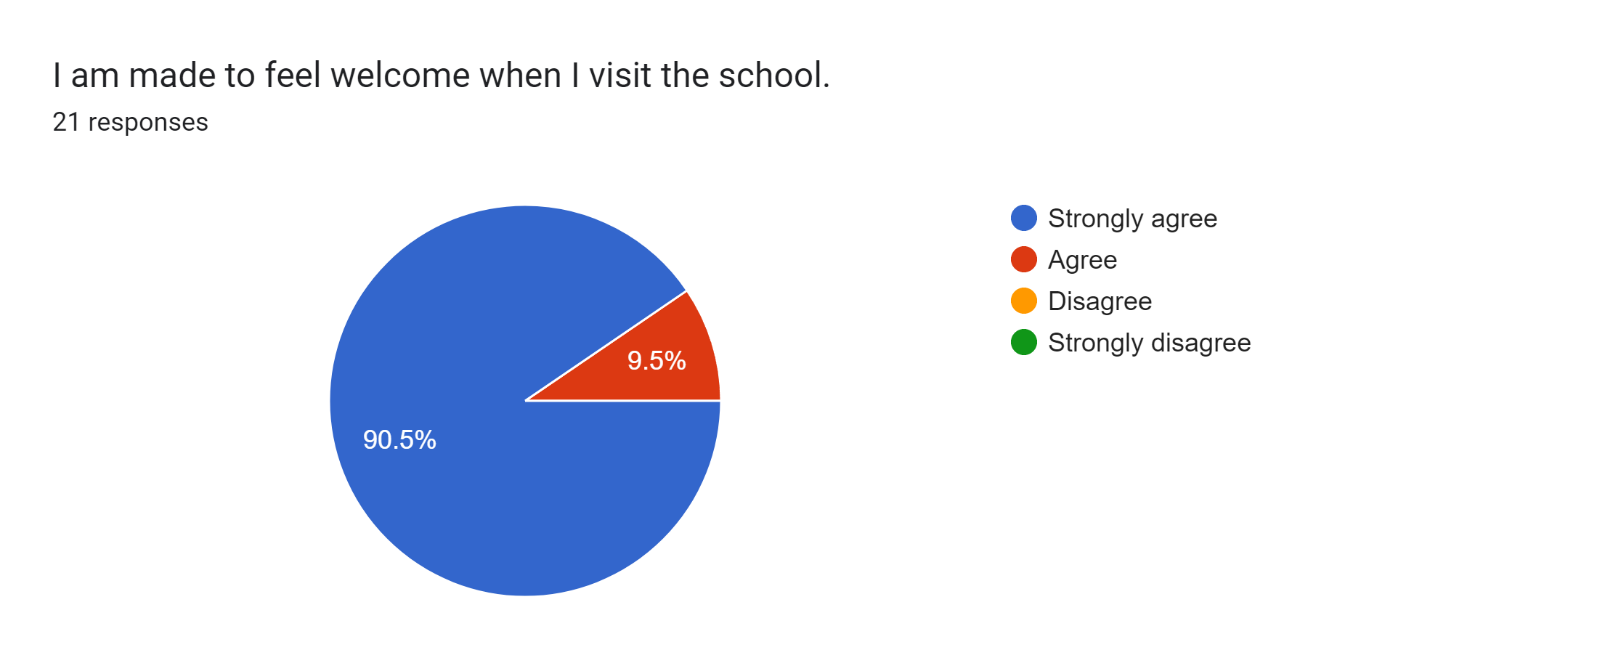 I am made to feel welcome when I visit the school.
21 responses
Strongly agree
Agree
Disagree
Strongly disagree
9.5%
90.5%